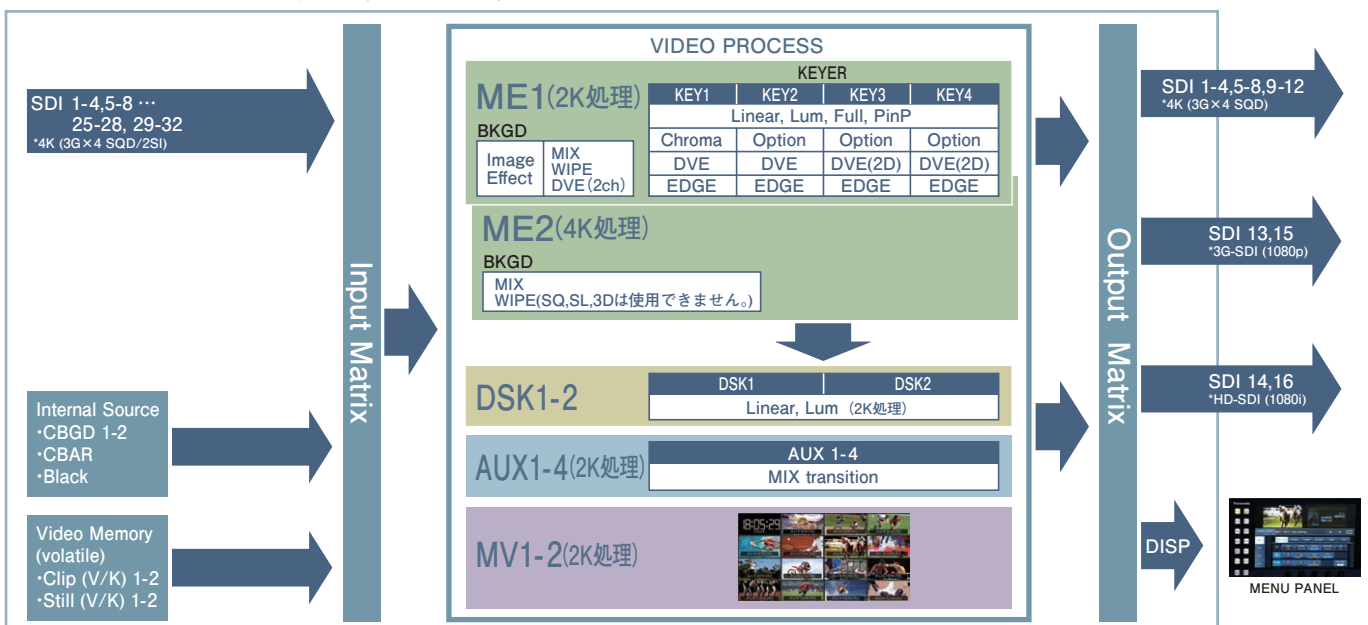 SDI 1-4,5-8 …
25-28, 29-32
*4K (3G×4 SQD/2SI)
Internal Source
・CBGD 1-2
・CBAR
・Black
Video Memory
(volatile)
・Clip (V/K) 1-2
・Still (V/K) 1-2
Input Matrix
VIDEO PROCESS
ME1(2K処理)
BKGD
Image
Effect
MIX
WIPE
DVE(2ch)
KEYER
KEY1 KEY2 KEY3 KEY4
Linear, Lum, Full, PinP
Chroma Option Option Option
DVE DVE DVE(2D) DVE(2D)
EDGE EDGE EDGE EDGE
ME2(4K処理)
BKGD
MIX
WIPE(SQ,SL,3Dは使用できません。)
DSK1-2
DSK1 DSK2
Linear, Lum (2K処理)
AUX1-4(2K処理)
AUX 1-4
MIX transition
MV1-2(2K処理)
18:05:29
Output Matrix
SDI 1-4,5-8,9-12
*4K (3G×4 SQD)
SDI 13,15
*3G-SDI (1080p)
SDI 14,16
*HD-SDI (1080i)
DISP
MENU PANEL